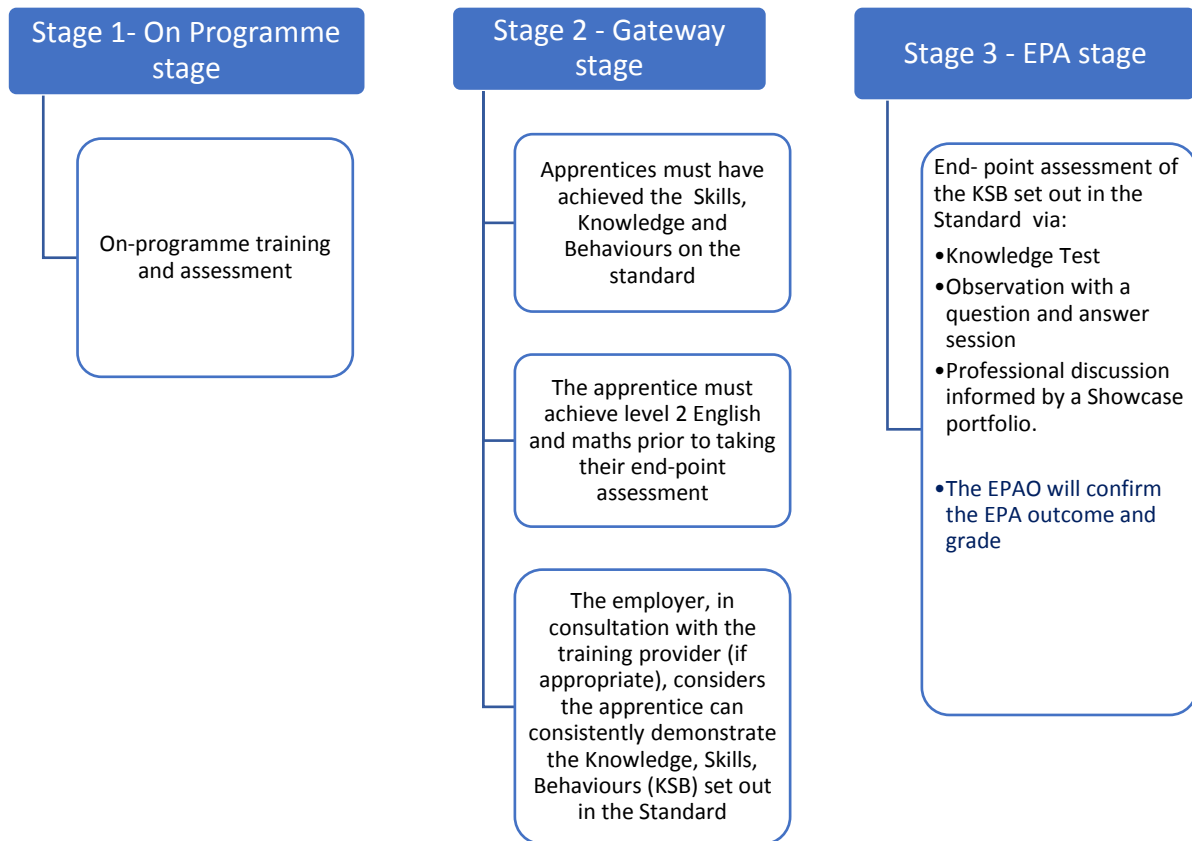 Stage 1- On Programme
stage
On-programme training
and assessment
Stage 2 - Gateway
stage
Apprentices must have
achieved the Skills,
Knowledge and
Behaviours on the
standard
The apprentice must
achieve level 2 English
and maths prior to taking
their end-point
assessment
The employer, in
consultation with the
training provider (if
appropriate), considers
the apprentice can
consistently demonstrate
the Knowledge, Skills,
Behaviours (KSB) set out
in the Standard
Stage 3 - EPA stage
End- point assessment of
the KSB set out in the
Standard via:
•Knowledge Test
•Observation with a
question and answer
session
•Professional discussion
informed by a Showcase
portfolio.
•The EPAO will confirm
the EPA outcome and
grade